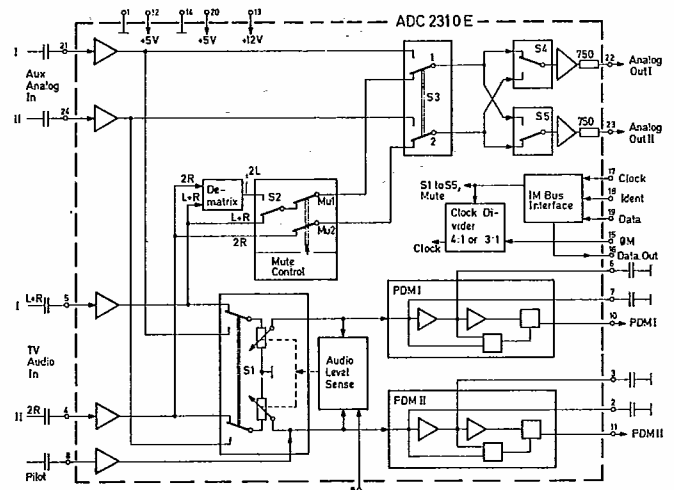 ADC 2310 E
1
12
14
20
13
+5V
+5V
+12V
I
21
Aux
Analog
In
II
24
1
S3
2
S4
750
22
Analog
Out I
S5
750
23
Analog
Out II
2R
L+R
De-
matrix
2L
S2
L+R
2R
Mu1
Mu2
Mute
Control
S1 to S5,
Mute
Clock Di-
vider
4:1 or 3:1
Clock
IM Bus
Interface
17
Clock
18
Ident
19
Data
15
ΦM
16
Data Out
6
7
I
L+R
5
TV
Audio
In
II
2R
4
Pilot
8
S1
Audio
Level
Sense
PDM I
10
PDM I
3
2
PDM II
11
PDM II